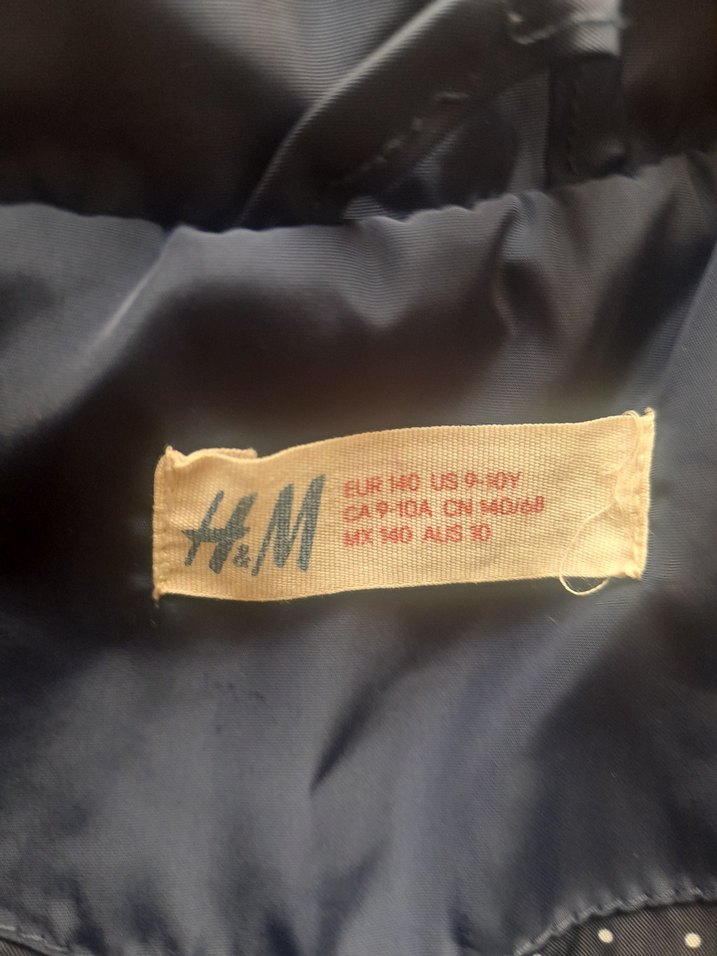 H&M
EUR 140 US 9-10Y
CA 9-10A CN 140/68
MX 140 AUS 10